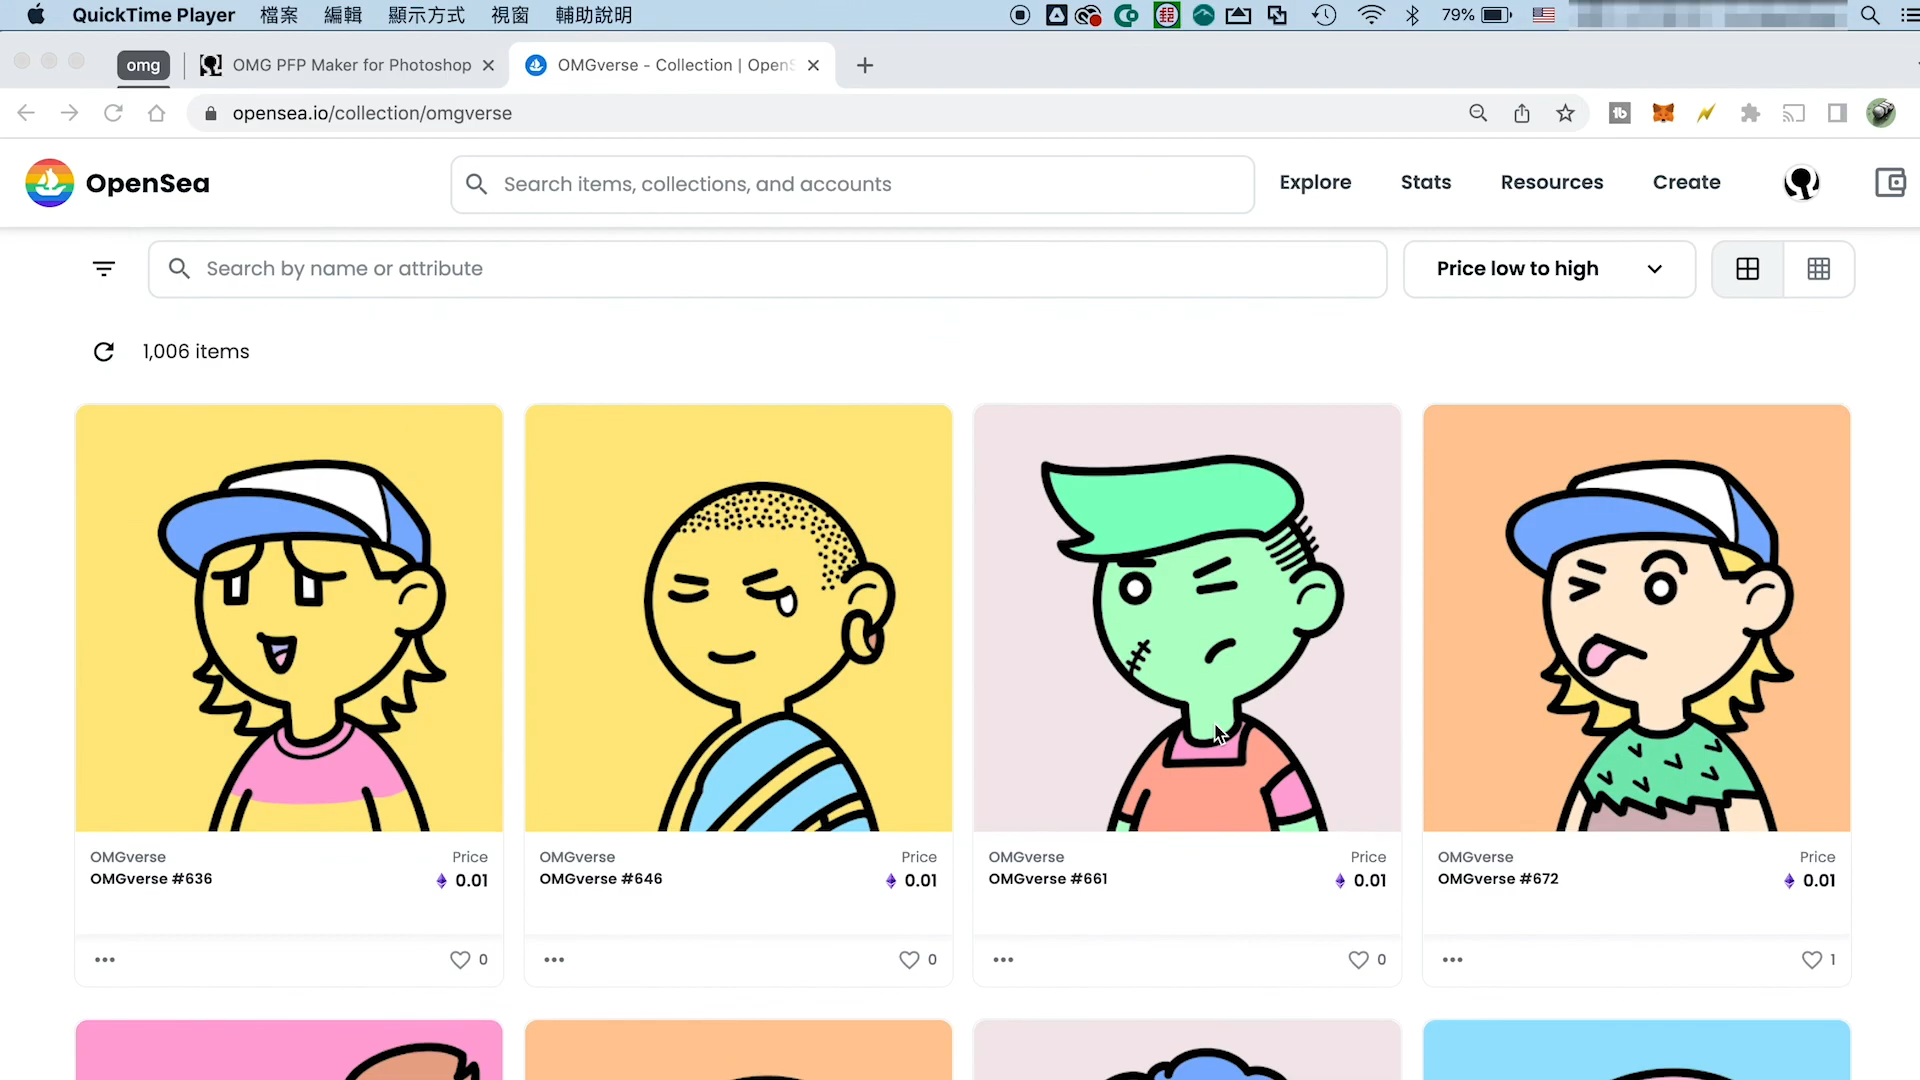 QuickTime Player 檔案 編輯 顯示方式 視窗 輔助說明 79%
omg OMG PFP Maker for Photoshop OMGverse - Collection | Open
opensea.io/collection/omgverse
OpenSea Search items, collections, and accounts Explore Stats Resources Create
Search by name or attribute Price low to high
1,006 items
OMGverse Price
OMGverse #636 0.01
0
OMGverse Price
OMGverse #646 0.01
0
OMGverse Price
OMGverse #661 0.01
0
OMGverse Price
OMGverse #672 0.01
1